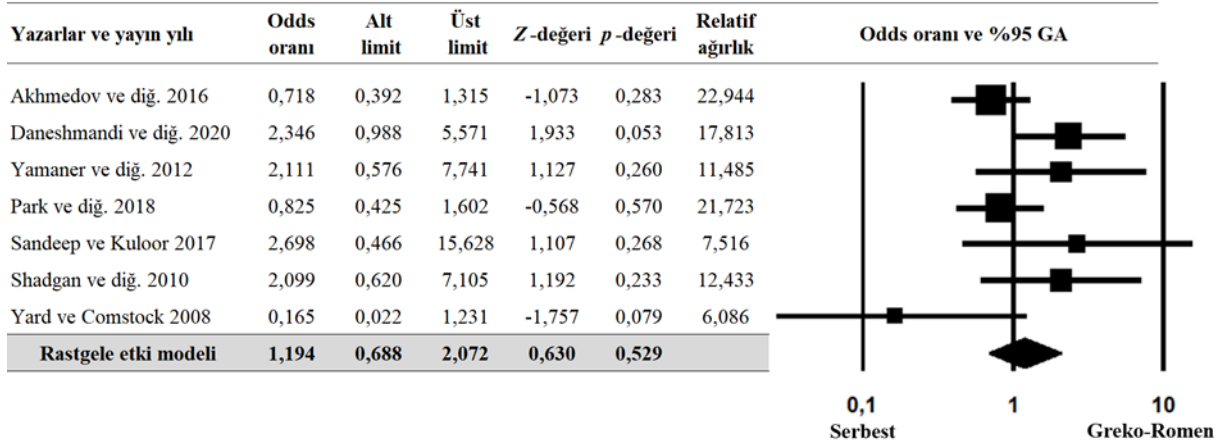 Yazarlar ve yayın yılı Odds oranı Alt limit Üst limit Z-değeri p-değeri Relatif ağırlık Odds oranı ve %95 GA
Akhmedov ve diğ. 2016 0,718 0,392 1,315 -1,073 0,283 22,944
Daneshmandi ve diğ. 2020 2,346 0,988 5,571 1,933 0,053 17,813
Yamaner ve diğ. 2012 2,111 0,576 7,741 1,127 0,260 11,485
Park ve diğ. 2018 0,825 0,425 1,602 -0,568 0,570 21,723
Sandeep ve Kuloor 2017 2,698 0,466 15,628 1,107 0,268 7,516
Shadgan ve diğ. 2010 2,099 0,620 7,105 1,192 0,233 12,433
Yard ve Comstock 2008 0,165 0,022 1,231 -1,757 0,079 6,086
Rastgele etki modeli 1,194 0,688 2,072 0,630 0,529
0,1 1 10
Serbest Greko-Romen